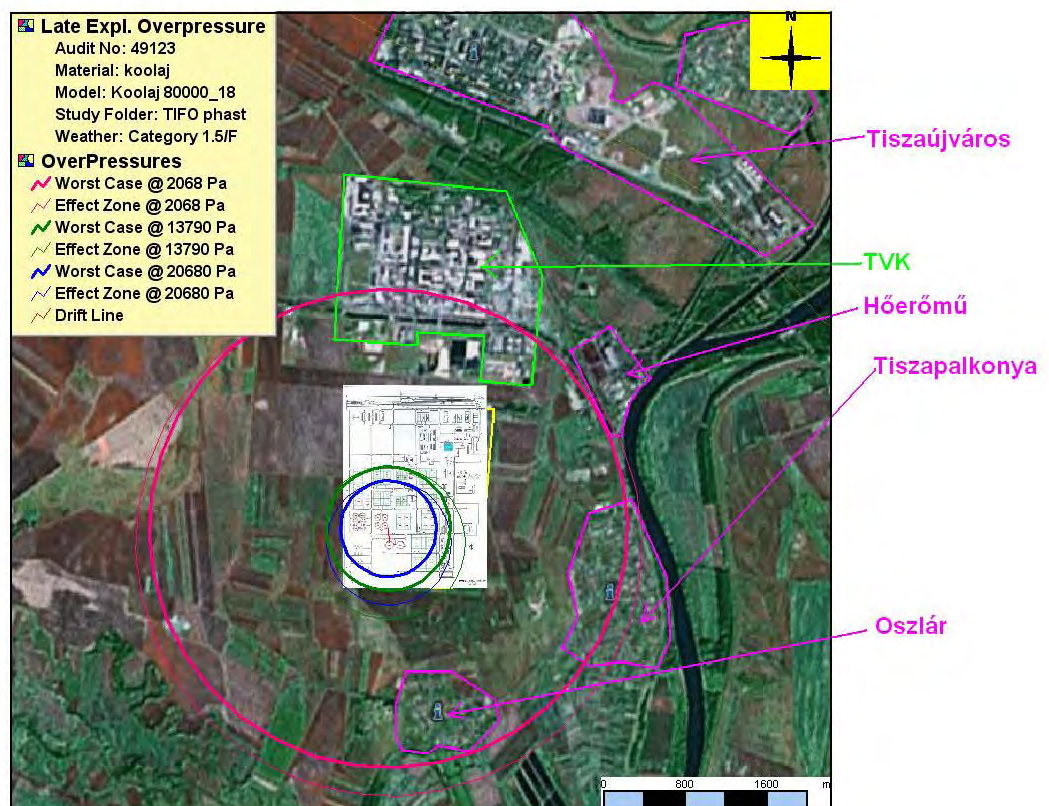 Late Expl. Overpressure
Audit No: 49123
Material: koolaj
Model: Koolaj 80000_18
Study Folder: TIFO phast
Weather: Category 1.5/F
OverPressures
Worst Case @ 2068 Pa
Effect Zone @ 2068 Pa
Worst Case @ 13790 Pa
Effect Zone @ 13790 Pa
Worst Case @ 20680 Pa
Effect Zone @ 20680 Pa
Drift Line
N
Tiszaújváros
TVK
Hőerőmű
Tiszapalkonya
Oszlár
0 800 1600 m